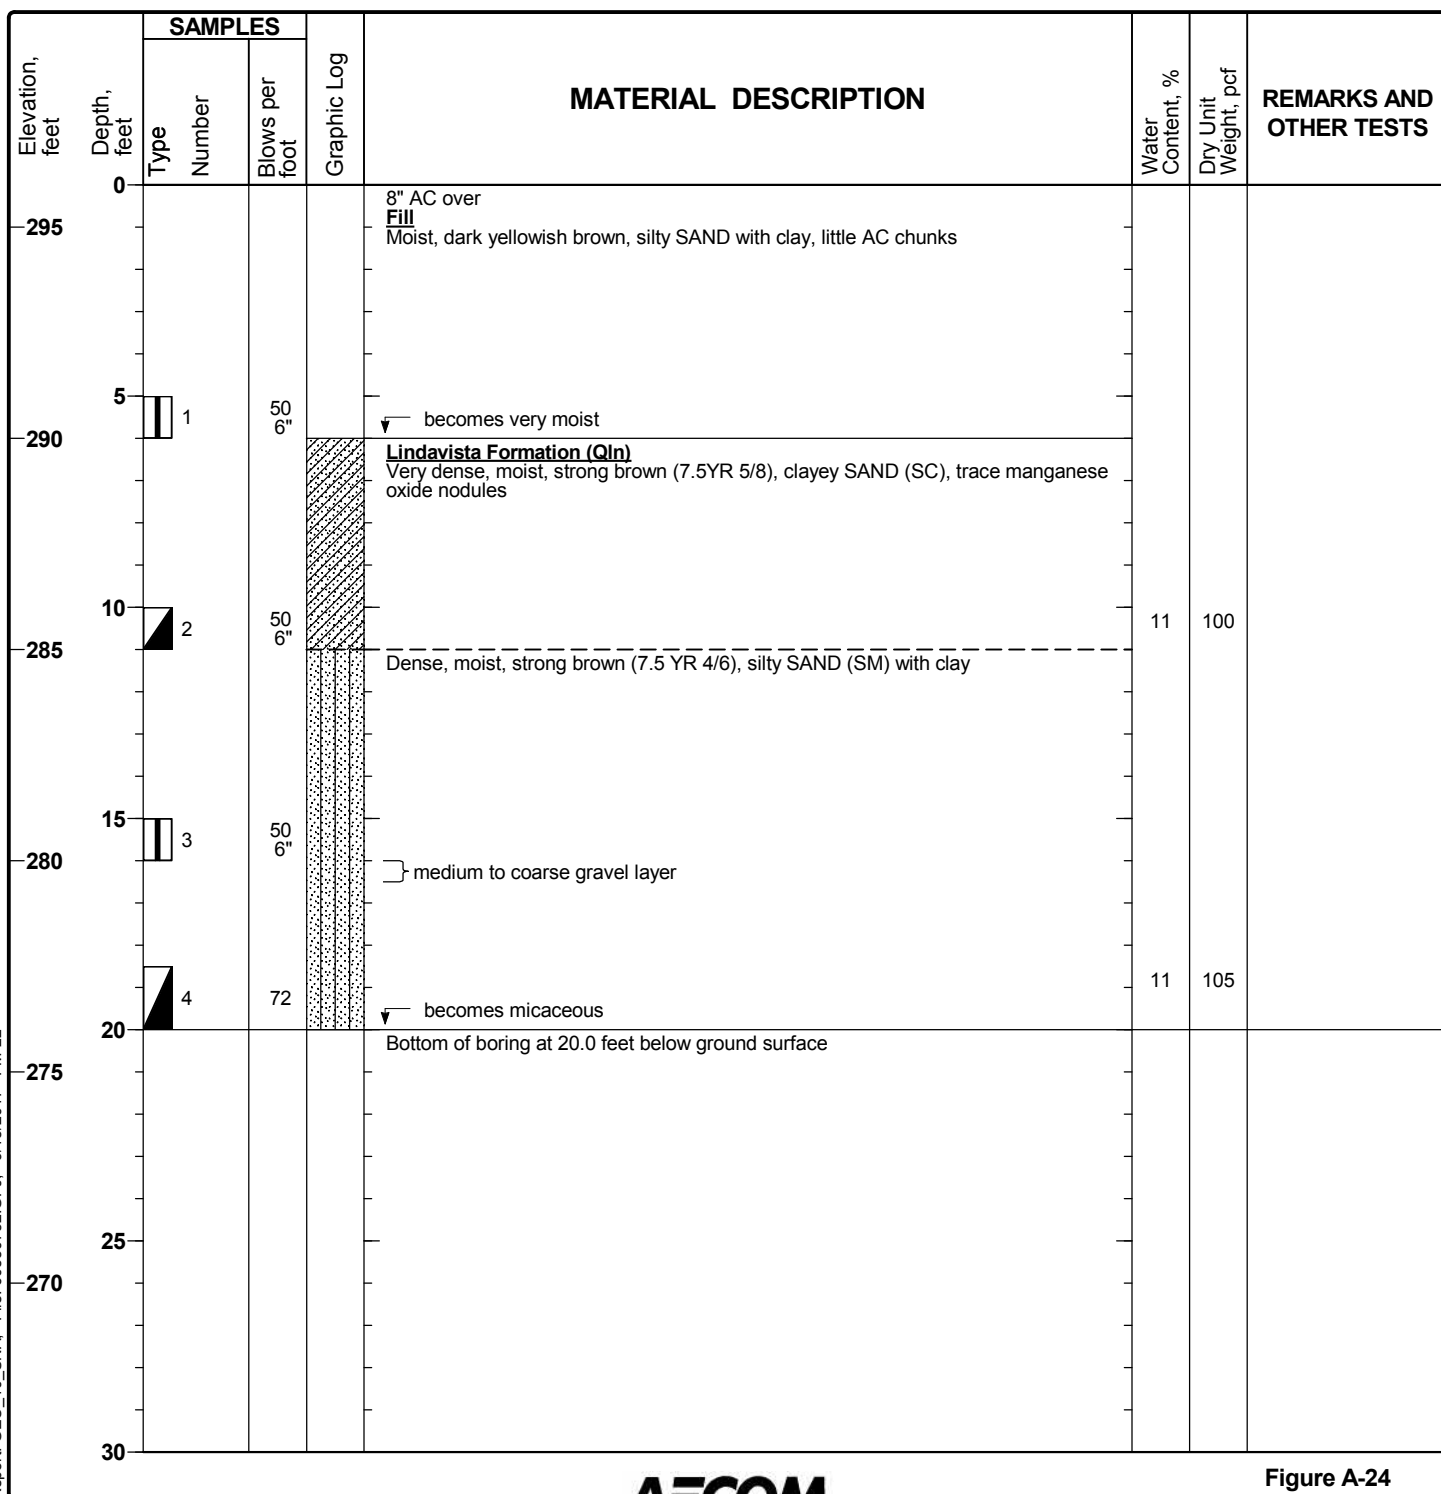 SAMPLES
Elevation, feet
Depth, feet
Type
Number
Blows per foot
Graphic Log
MATERIAL DESCRIPTION
Water Content, %
Dry Unit Weight, pcf
REMARKS AND
OTHER TESTS
0
8" AC over
295
Fill
Moist, dark yellowish brown, silty SAND with clay, little AC chunks
5
1
50
6"
becomes very moist
290
Lindavista Formation (Qln)
Very dense, moist, strong brown (7.5YR 5/8), clayey SAND (SC), trace manganese
oxide nodules
10
2
50
6"
11
100
285
Dense, moist, strong brown (7.5 YR 4/6), silty SAND (SM) with clay
15
3
50
6"
280
medium to coarse gravel layer
4
72
11
105
becomes micaceous
20
Bottom of boring at 20.0 feet below ground surface
275
25
270
30
AECOM
Figure A-24